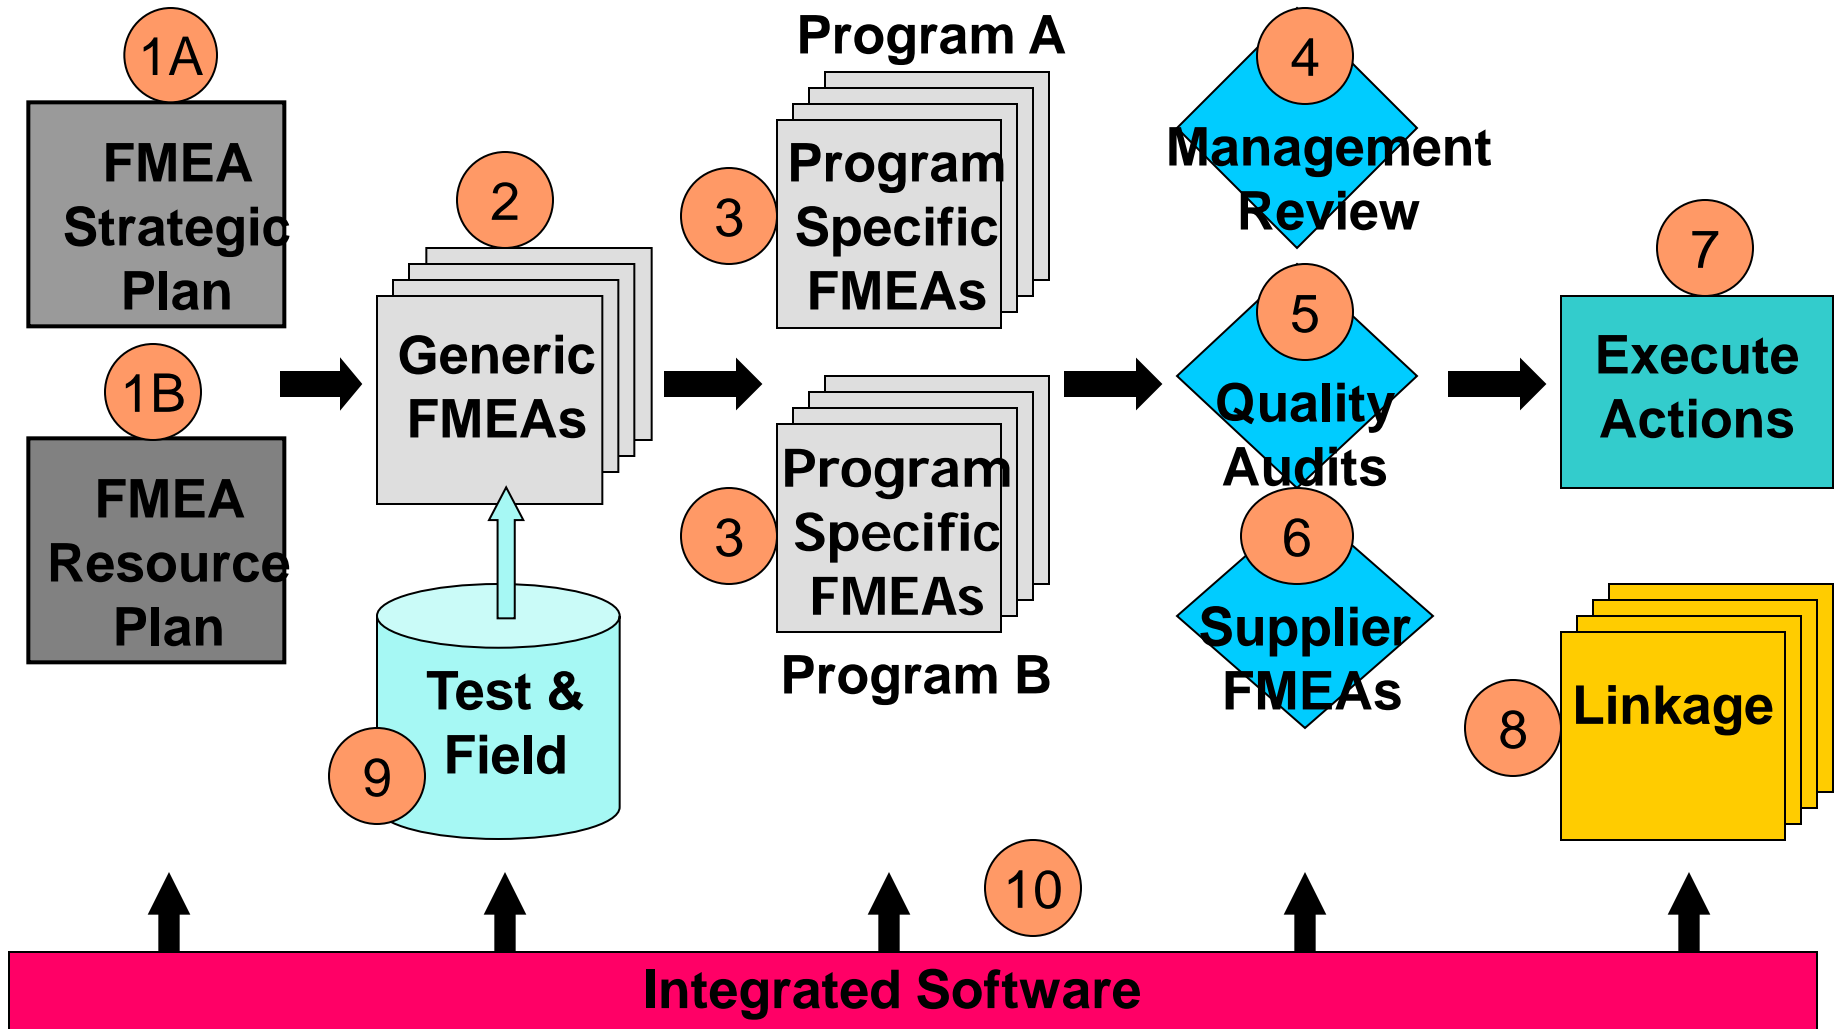 1A
FMEA
Strategic
Plan
1B
FMEA
Resource
Plan
2
Generic
FMEAs
9
Test &
Field
Program A
3
Program
Specific
FMEAs
3
Program
Specific
FMEAs
Program B
4
Management
Review
5
Quality
Audits
6
Supplier
FMEAs
7
Execute
Actions
8
Linkage
10
Integrated Software